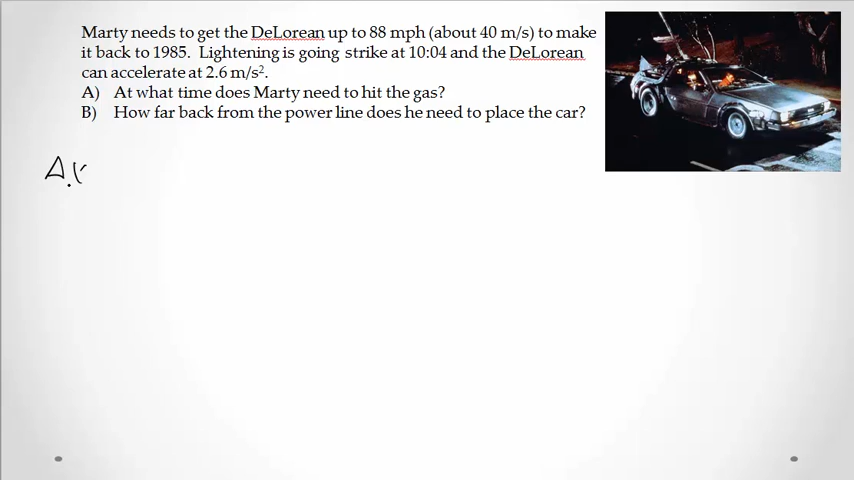 Marty needs to get the DeLorean up to 88 mph (about 40 m/s) to make
it back to 1985. Lightening is going strike at 10:04 and the DeLorean
can accelerate at 2.6 m/s².
A) At what time does Marty need to hit the gas?
B) How far back from the power line does he need to place the car?